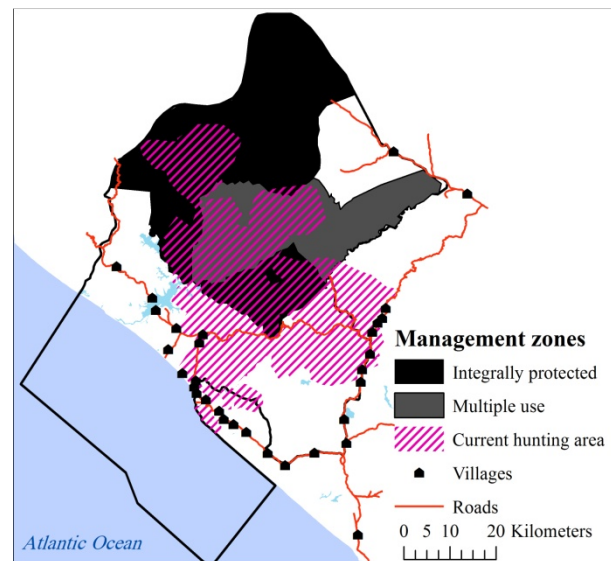 Management zones
Integrally protected
Multiple use
Current hunting area
Villages
Roads
0 5 10 20 Kilometers
Atlantic Ocean